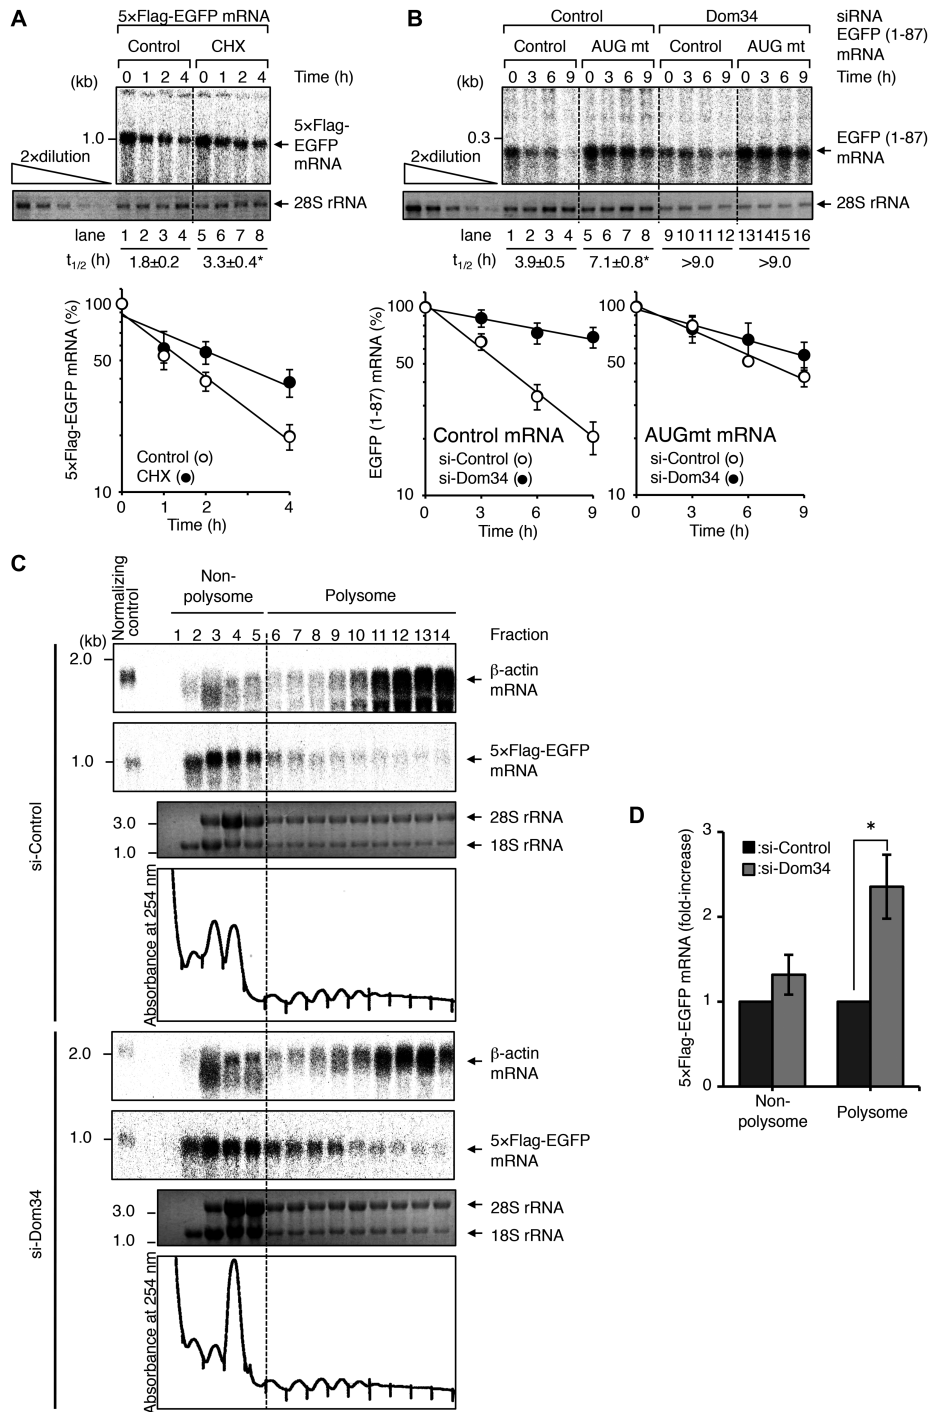 A
5×Flag-EGFP mRNA
Control CHX
(kb) 0 1 2 4 0 1 2 4 Time (h)
1.0
5×Flag-
EGFP
mRNA
2×dilution
28S rRNA
lane 1 2 3 4 5 6 7 8
t1/2 (h) 1.8±0.2 3.3±0.4*
5×Flag-EGFP mRNA (%)
100
50
10
Control (○)
CHX (●)
0 1 2 4
Time (h)
B
Control Dom34 siRNA
Control AUG mt Control AUG mt EGFP (1-87)
mRNA
(kb) 0 3 6 9 0 3 6 9 0 3 6 9 0 3 6 9 Time (h)
0.3
EGFP (1-87)
mRNA
2×dilution
28S rRNA
lane 1 2 3 4 5 6 7 8 9 10 11 12 13 14 15 16
t1/2 (h) 3.9±0.5 7.1±0.8* >9.0 >9.0
EGFP (1-87) mRNA (%)
100
50
10
Control mRNA
si-Control (○)
si-Dom34 (●)
0 3 6 9
Time (h)
100
50
10
AUGmt mRNA
si-Control (○)
si-Dom34 (●)
0 3 6 9
Time (h)
C
Normalizing
control
Non-
polysome
Polysome
(kb) 1 2 3 4 5 6 7 8 9 10 11 12 13 14 Fraction
si-Control
2.0
β-actin
mRNA
1.0
5×Flag-EGFP
mRNA
3.0 28S rRNA
1.0 18S rRNA
Absorbance at 254 nm
si-Dom34
2.0
β-actin
mRNA
1.0
5×Flag-EGFP
mRNA
3.0 28S rRNA
1.0 18S rRNA
Absorbance at 254 nm
D
5×Flag-EGFP mRNA (fold-increase)
3
2
1
0
:si-Control
:si-Dom34
*
Non-
polysome
Polysome